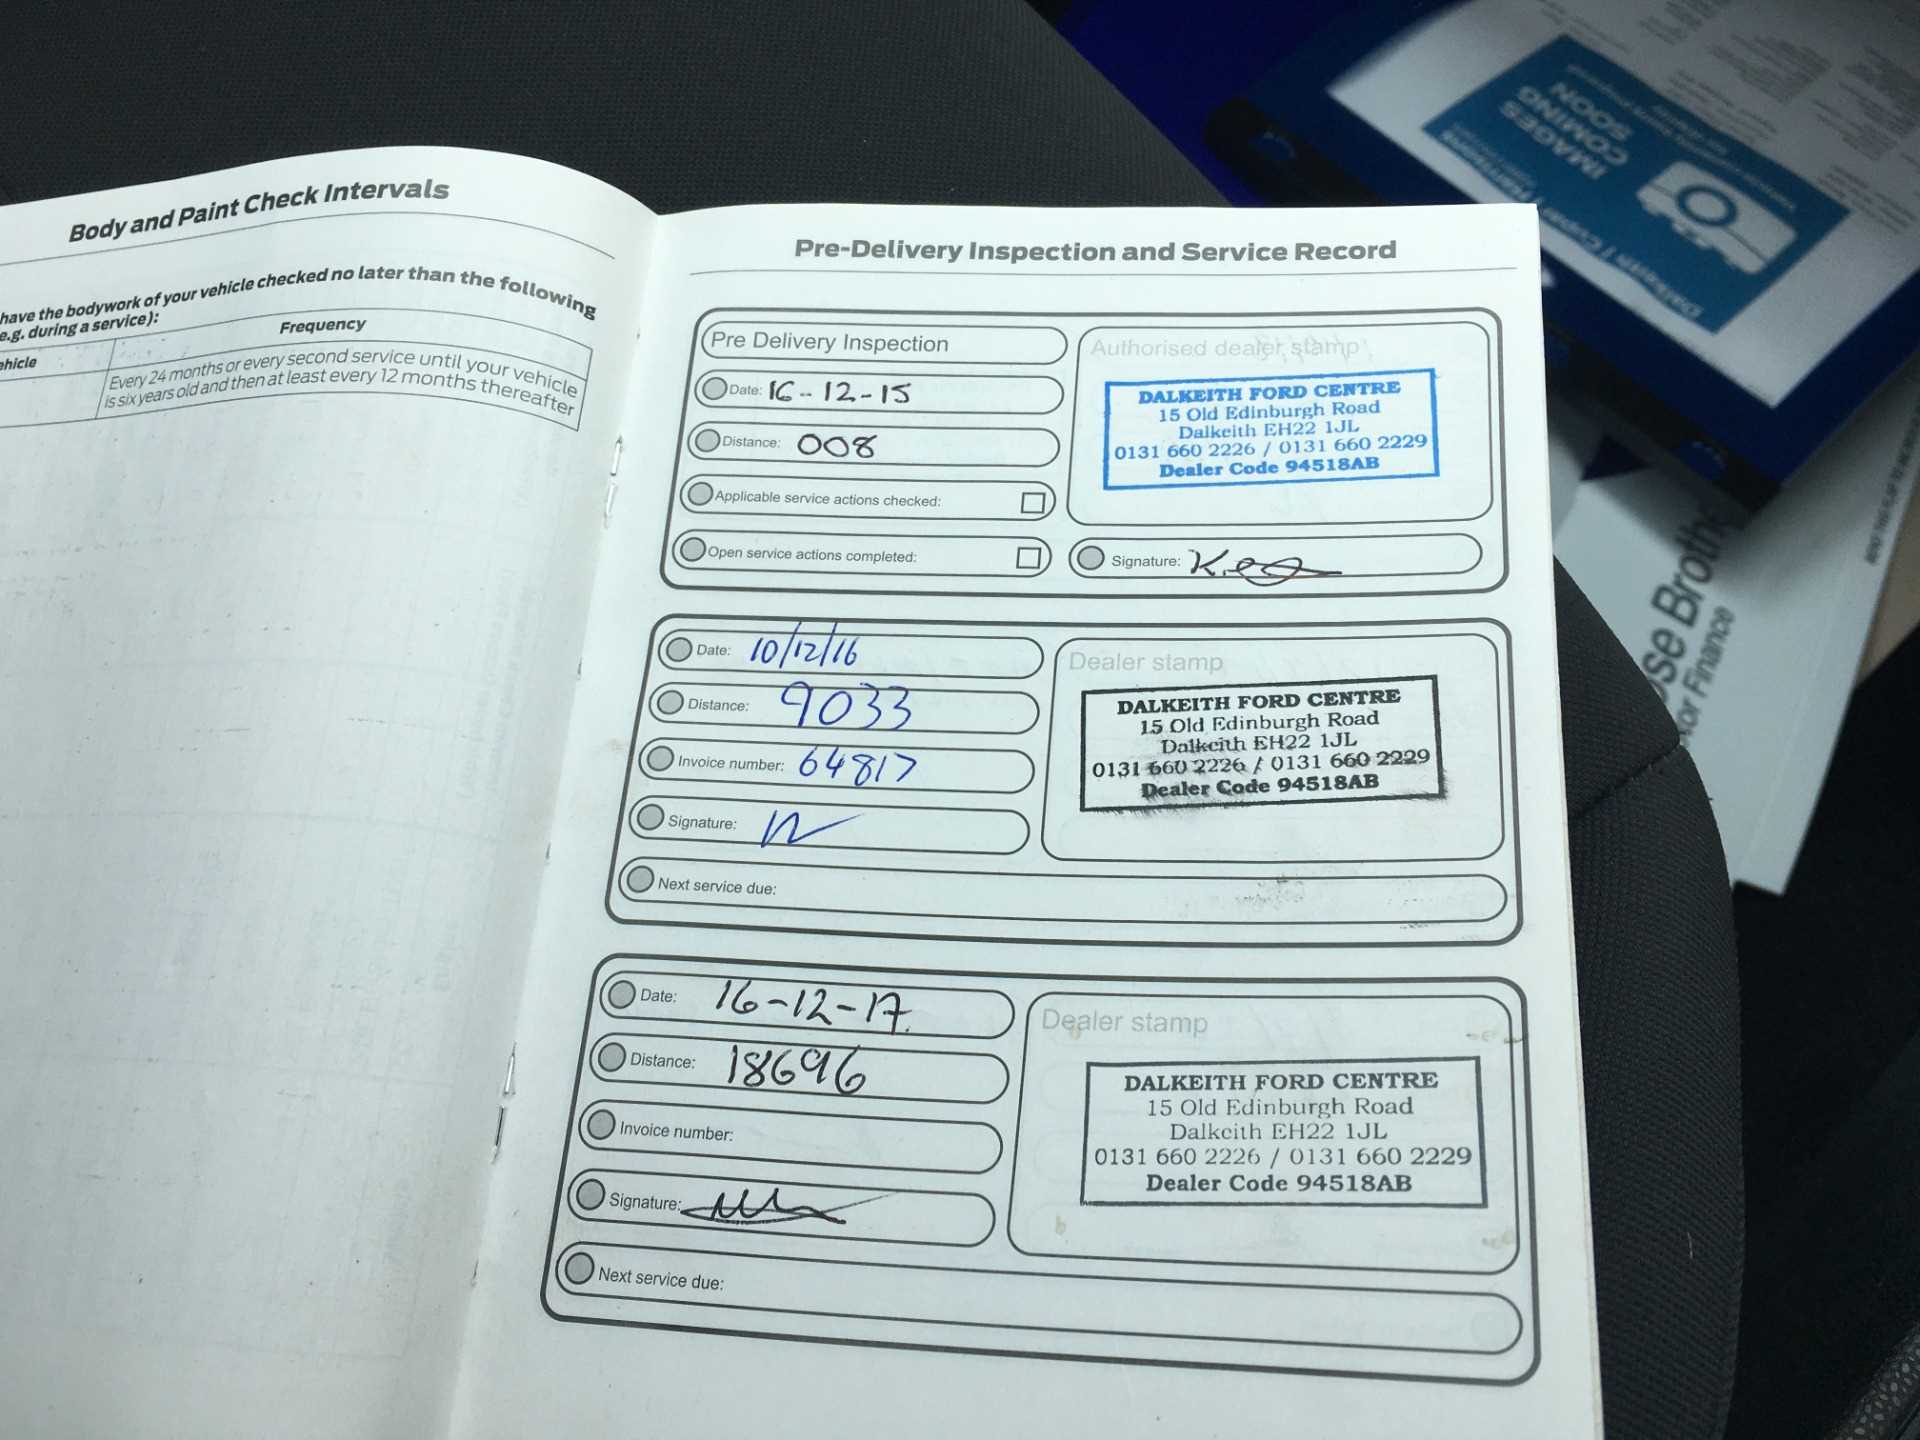 Body and Paint Check Intervals
have the bodywork of your vehicle checked no later than the following
e.g. during a service):
Frequency
ehicle
Every 24 months or every second service until your vehicle
is six years old and then at least every 12 months thereafter
Pre-Delivery Inspection and Service Record
Pre Delivery Inspection
Date: 16-12-15
Distance: 008
Applicable service actions checked:
Open service actions completed:
Authorised dealer stamp
DALKEITH FORD CENTRE
15 Old Edinburgh Road
Dalkeith EH22 1JL
0131 660 2226 / 0131 660 2229
Dealer Code 94518AB
Signature:
Date: 10/12/16
Distance: 9033
Invoice number: 64817
Signature:
Next service due:
Dealer stamp
DALKEITH FORD CENTRE
15 Old Edinburgh Road
Dalkeith EH22 1JL
0131 660 2226 / 0131 660 2229
Dealer Code 94518AB
Date: 16-12-17
Distance: 18696
Invoice number:
Signature:
Next service due:
Dealer stamp
DALKEITH FORD CENTRE
15 Old Edinburgh Road
Dalkeith EH22 1JL
0131 660 2226 / 0131 660 2229
Dealer Code 94518AB
IMAGES
COMING
SOON
ose Brothe
tor Finance